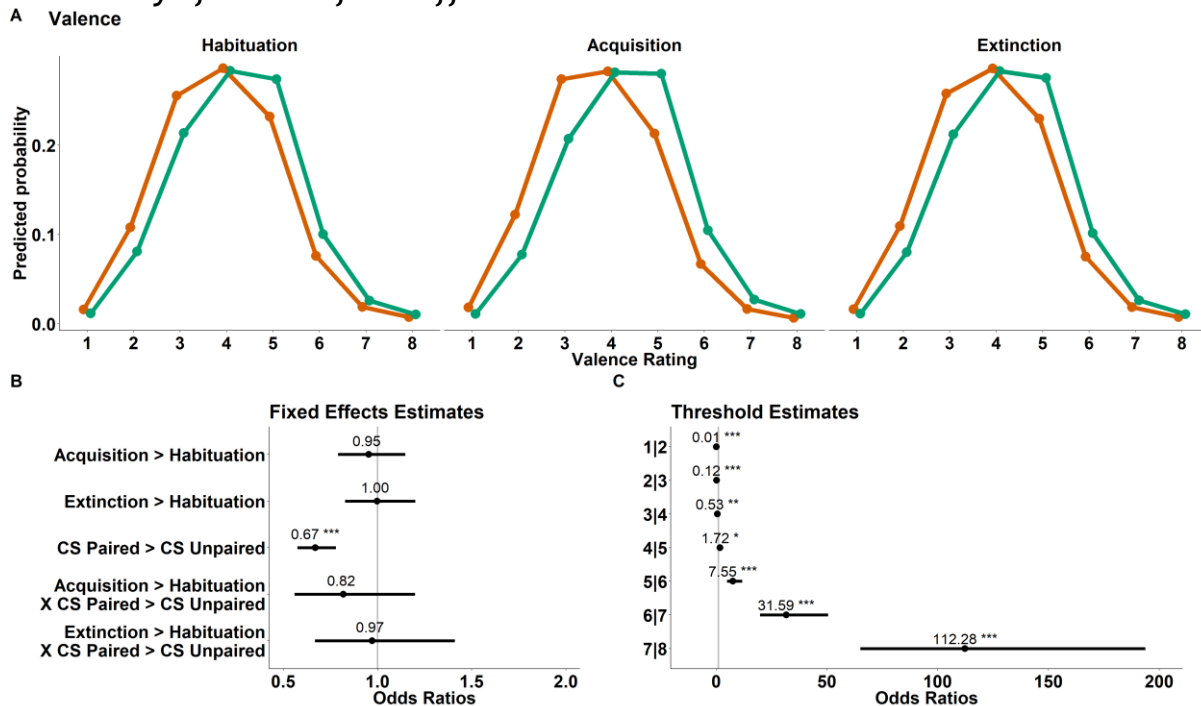 A Valence
Habituation Acquisition Extinction
Predicted probability
0.2
0.1
0.0
1 2 3 4 5 6 7 8 1 2 3 4 5 6 7 8 1 2 3 4 5 6 7 8
Valence Rating
B
Fixed Effects Estimates
Acquisition > Habituation 0.95
Extinction > Habituation 1.00
CS Paired > CS Unpaired 0.67 ***
Acquisition > Habituation 0.82
X CS Paired > CS Unpaired
Extinction > Habituation 0.97
X CS Paired > CS Unpaired
0.5 1.0 1.5 2.0
Odds Ratios
C
Threshold Estimates
1|2 0.01 ***
2|3 0.12 ***
3|4 0.53 **
4|5 1.72 *
5|6 7.55 ***
6|7 31.59 ***
7|8 112.28 ***
0 50 100 150 200
Odds Ratios